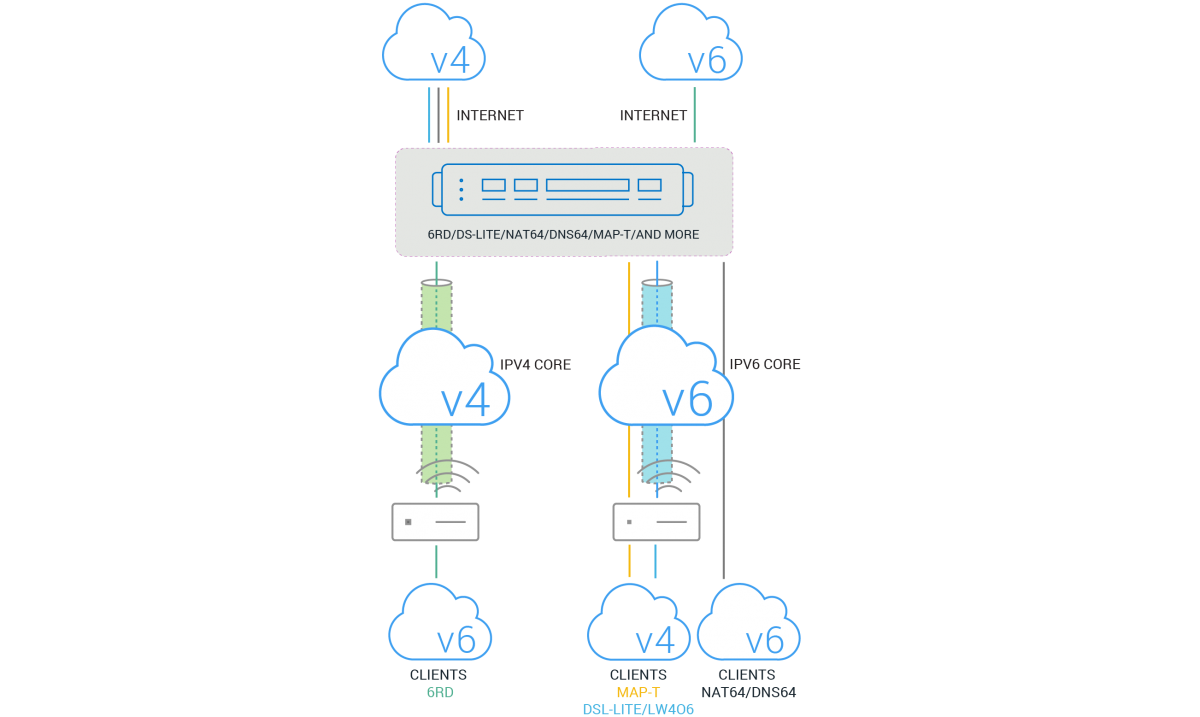 v4
v6
INTERNET
INTERNET
6RD/DS-LITE/NAT64/DNS64/MAP-T/AND MORE
IPV4 CORE
IPV6 CORE
v4
v6
v6
v4
v6
CLIENTS
6RD
CLIENTS
MAP-T
DSL-LITE/LW4O6
CLIENTS
NAT64/DNS64